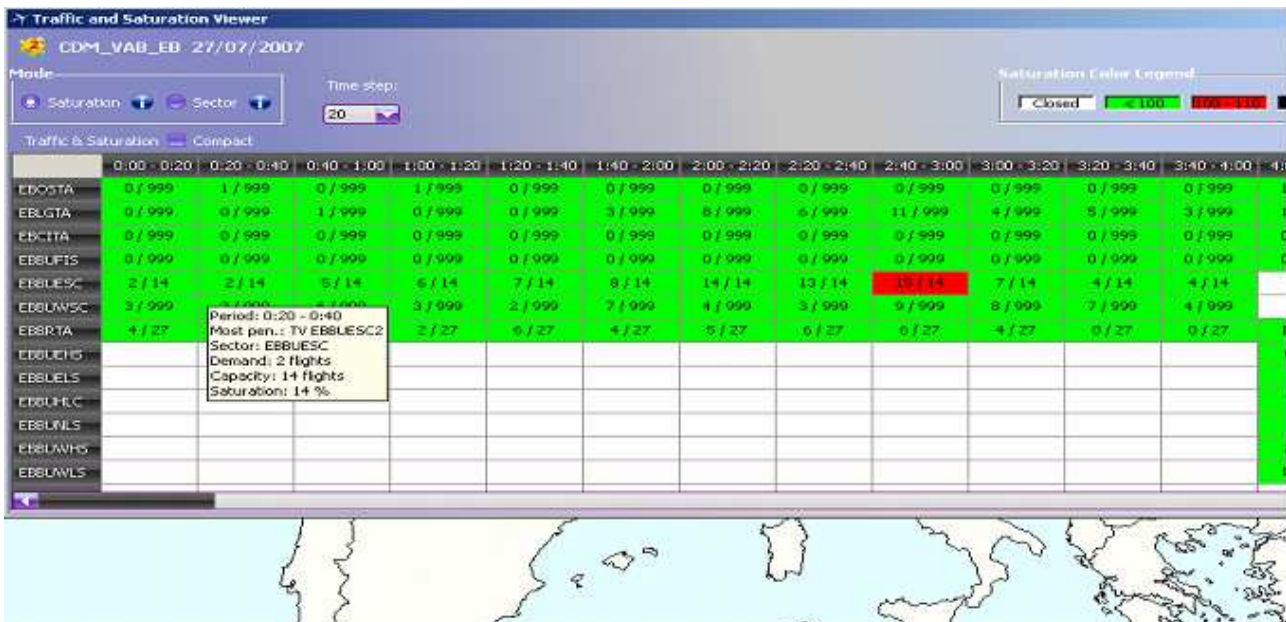 Traffic and Saturation Viewer
CDM_VAB_EB 27/07/2007
Mode
Saturation Sector
Time step:
20
Saturation Color Legend
Closed < 100 100 - 110
Traffic & Saturation Compact
0:00 - 0:20 0:20 - 0:40 0:40 - 1:00 1:00 - 1:20 1:20 - 1:40 1:40 - 2:00 2:00 - 2:20 2:20 - 2:40 2:40 - 3:00 3:00 - 3:20 3:20 - 3:40 3:40 - 4:00
EBOSTA 0 / 999 1 / 999 0 / 999 1 / 999 0 / 999 0 / 999 0 / 999 0 / 999 0 / 999 0 / 999 0 / 999 0 / 999
EBLGTA 0 / 999 0 / 999 1 / 999 0 / 999 0 / 999 3 / 999 8 / 999 6 / 999 11 / 999 4 / 999 5 / 999 3 / 999
EBCITA 0 / 999 0 / 999 0 / 999 0 / 999 0 / 999 0 / 999 0 / 999 0 / 999 0 / 999 0 / 999 0 / 999 0 / 999
EBBUFIS 0 / 999 0 / 999 0 / 999 0 / 999 0 / 999 0 / 999 0 / 999 0 / 999 0 / 999 0 / 999 0 / 999 0 / 999
EBBUESC 2 / 14 2 / 14 5 / 14 6 / 14 7 / 14 8 / 14 14 / 14 13 / 14 15 / 14 7 / 14 4 / 14 4 / 14
EBBUWSC 3 / 999 3 / 999 2 / 999 7 / 999 4 / 999 3 / 999 9 / 999 8 / 999 7 / 999 4 / 999
EBBRTA 4 / 27 2 / 27 6 / 27 4 / 27 5 / 27 6 / 27 6 / 27 4 / 27 0 / 27 0 / 27
Period: 0:20 - 0:40
Most pen.: TV EBBUESC2
Sector: EBBUESC
Demand: 2 flights
Capacity: 14 flights
Saturation: 14 %
EBBUEHS
EBBUELS
EBBUHLC
EBBUNLS
EBBUWHS
EBBUWLS